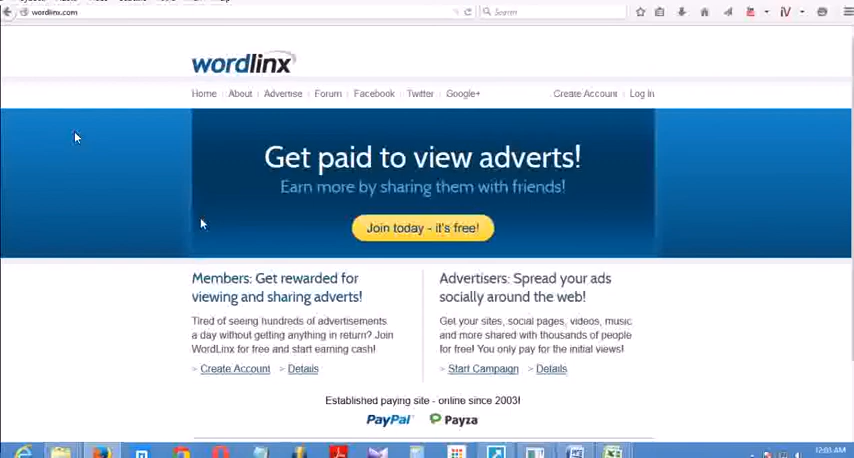 wordlinx.com
Search
wordlinx
Home About Advertise Forum Facebook Twitter Google+ Create Account Log In
Get paid to view adverts!
Earn more by sharing them with friends!
Join today - it's free!
Members: Get rewarded for
viewing and sharing adverts!
Tired of seeing hundreds of advertisements
a day without getting anything in return? Join
WordLinx for free and start earning cash!
> Create Account > Details
Advertisers: Spread your ads
socially around the web!
Get your sites, social pages, videos, music
and more shared with thousands of people
for free! You only pay for the initial views!
> Start Campaign > Details
Established paying site - online since 2003!
PayPal Payza
12:03 AM